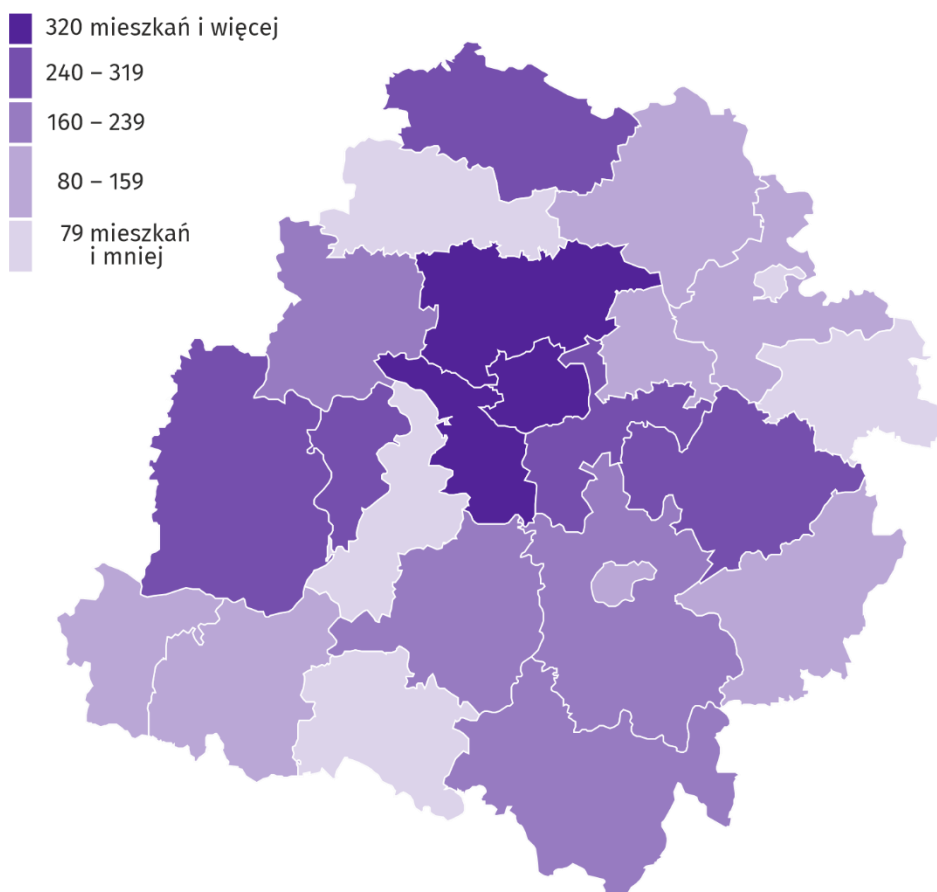 320 mieszkań i więcej
240 – 319
160 – 239
80 – 159
79 mieszkań
i mniej